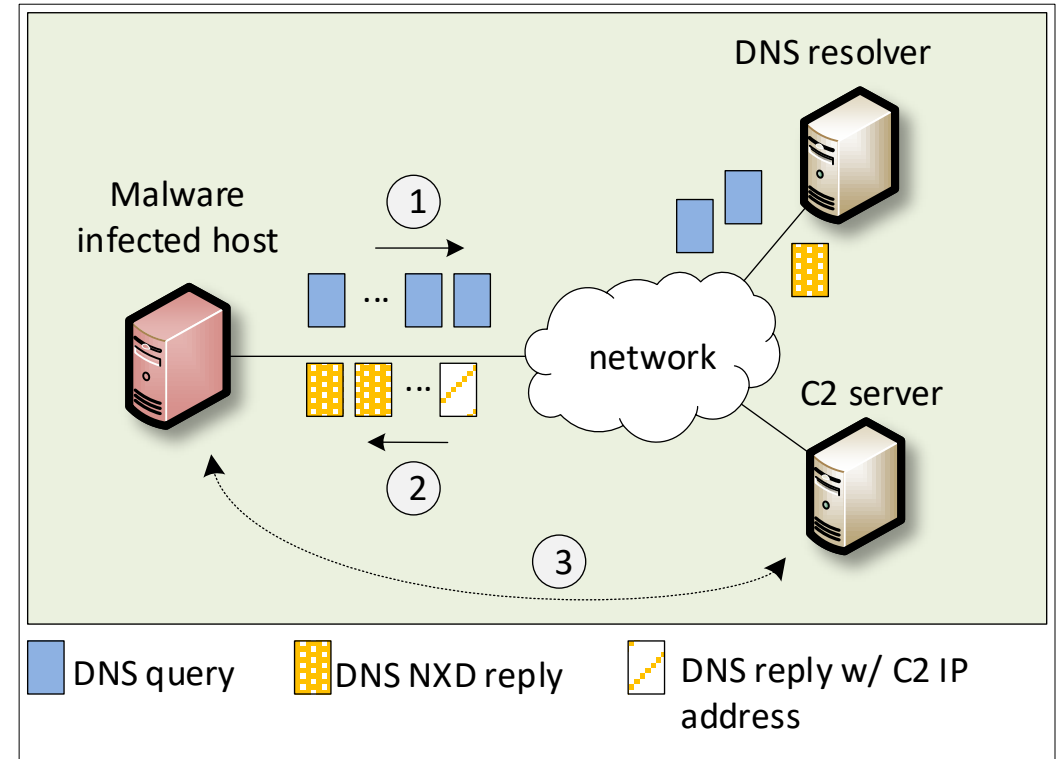 DNS resolver
Malware
infected host
1
...
network
...
C2 server
2
3
DNS query
DNS NXD reply
DNS reply w/ C2 IP
address